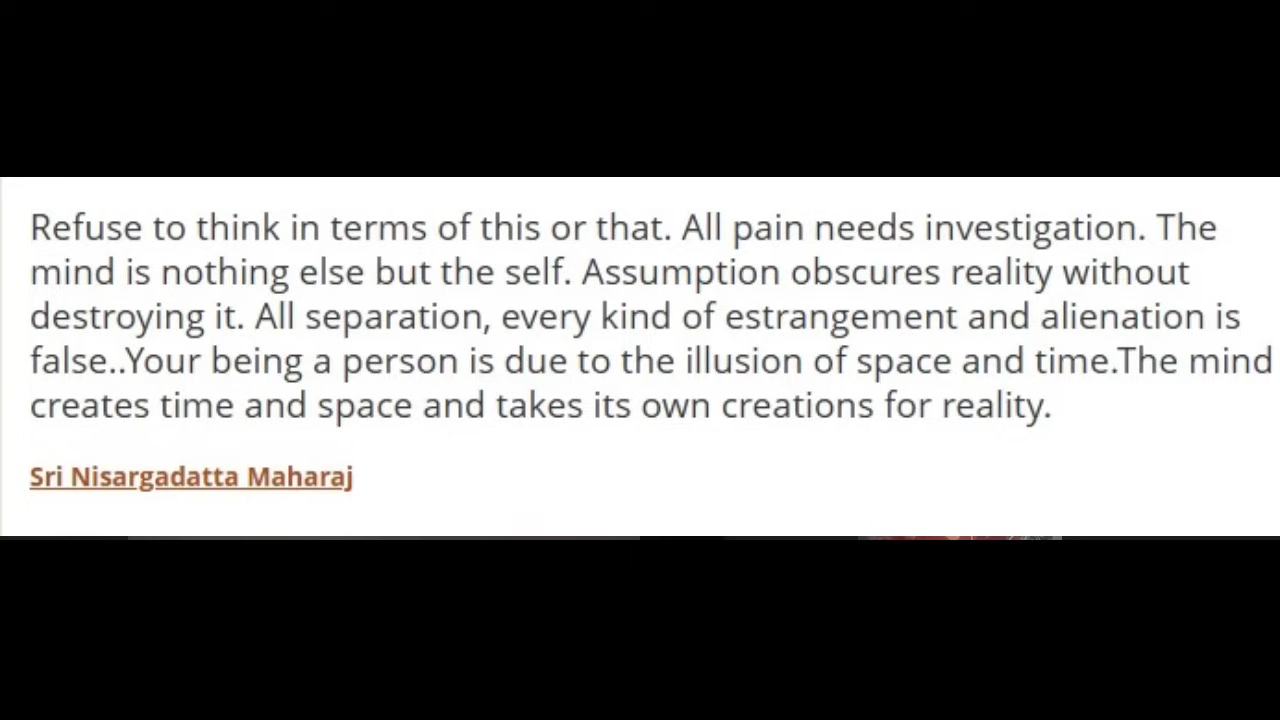 Refuse to think in terms of this or that. All pain needs investigation. The
mind is nothing else but the self. Assumption obscures reality without
destroying it. All separation, every kind of estrangement and alienation is
false..Your being a person is due to the illusion of space and time.The mind
creates time and space and takes its own creations for reality.
Sri Nisargadatta Maharaj